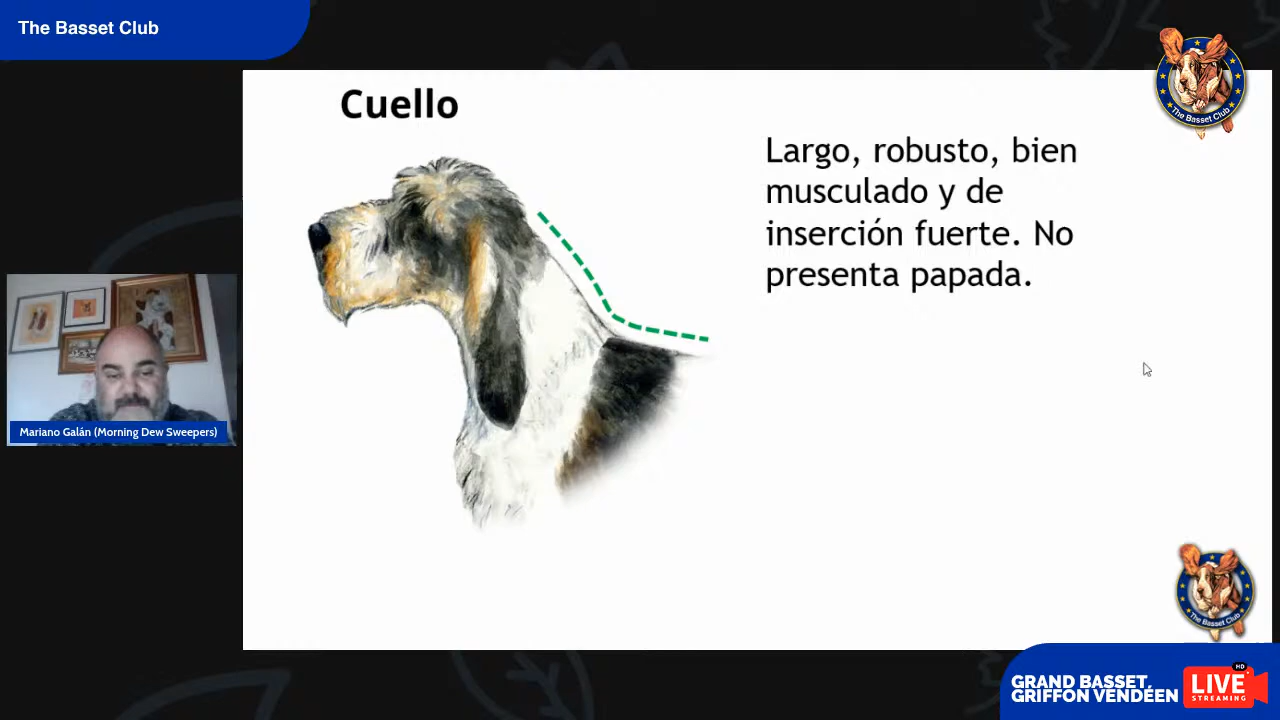 The Basset Club
The Basset Club
Cuello
Largo, robusto, bien
musculado y de
inserción fuerte. No
presenta papada.
Mariano Galán (Morning Dew Sweepers)
The Basset Club
GRAND BASSET
GRIFFON VENDÉEN
HD
LIVE
STREAMING